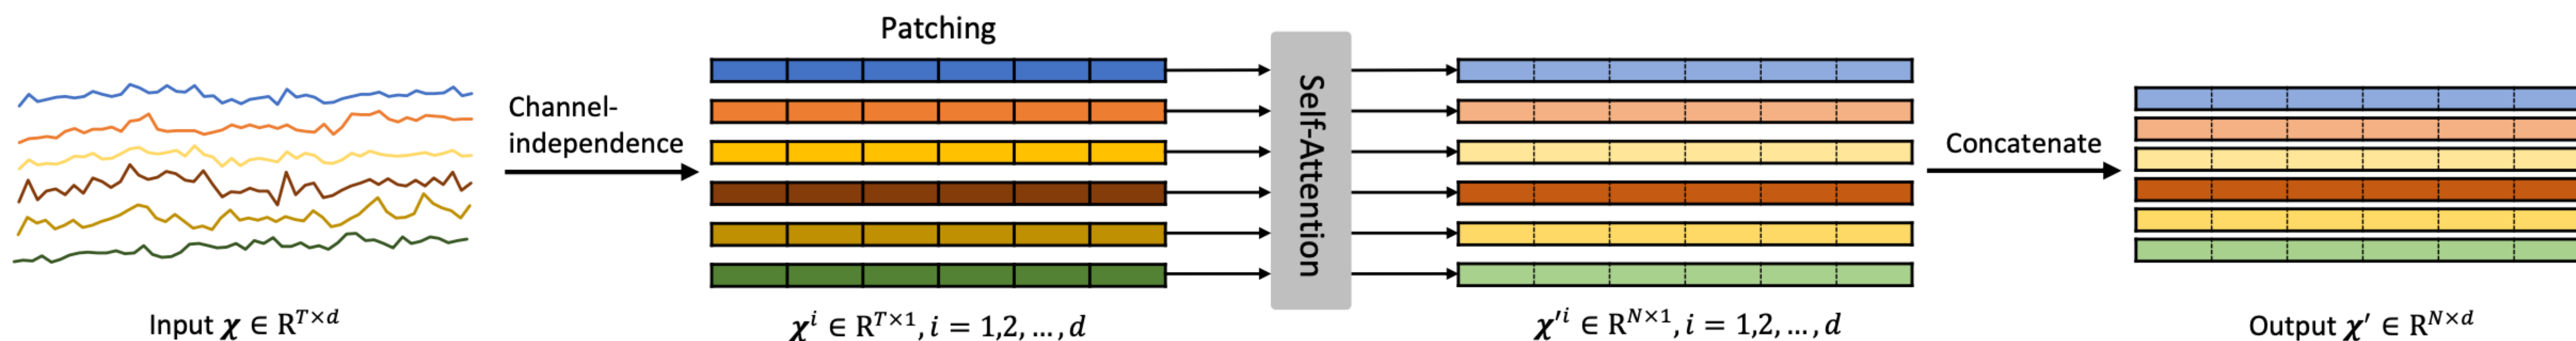 Patching
Channel-
independence
Self-Attention
Concatenate
Input 𝝌 ∈ R^{T×d}
𝝌^i ∈ R^{T×1}, i = 1,2, …, d
𝝌′^i ∈ R^{N×1}, i = 1,2, …, d
Output 𝝌′ ∈ R^{N×d}